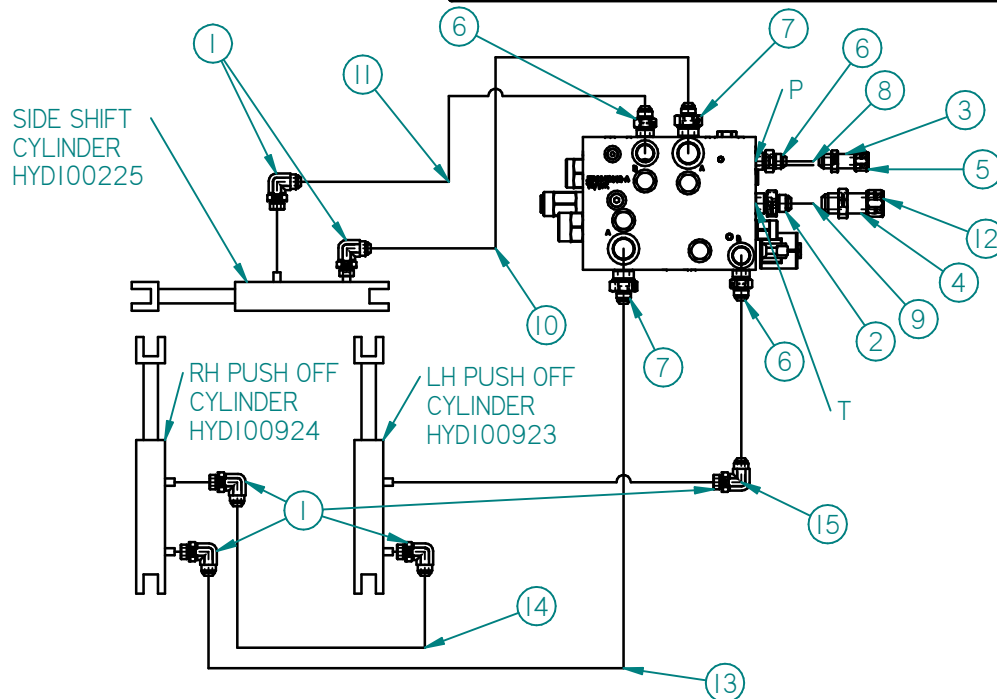 6
7
1
11
6
8
3
P
5
SIDE SHIFT
CYLINDER
HYD100225
B
A
A
B
12
4
9
2
10
7
6
T
RH PUSH OFF
CYLINDER
HYD100924
LH PUSH OFF
CYLINDER
HYD100923
1
15
14
13